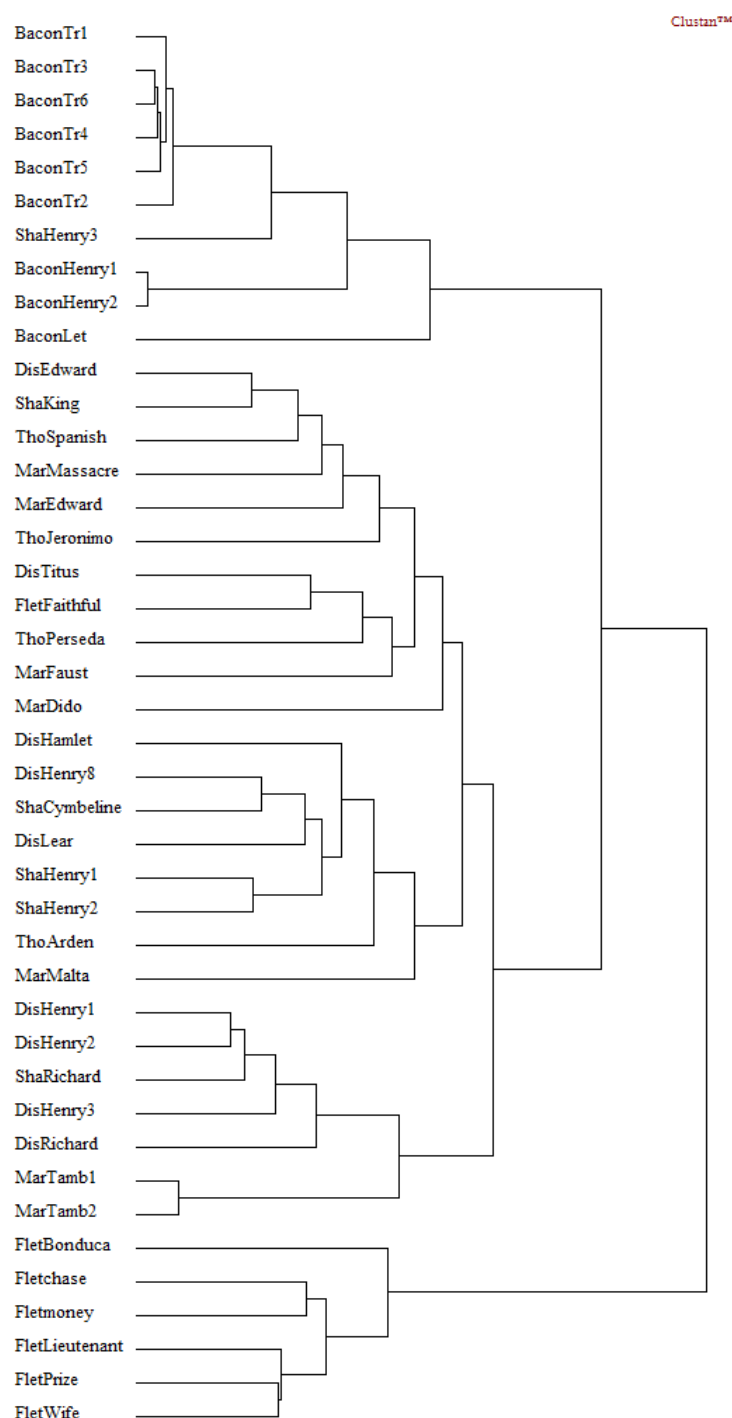 Clustan™
BaconTr1
BaconTr3
BaconTr6
BaconTr4
BaconTr5
BaconTr2
ShaHenry3
BaconHenry1
BaconHenry2
BaconLet
DisEdward
ShaKing
ThoSpanish
MarMassacre
MarEdward
ThoJeronimo
DisTitus
FletFaithful
ThoPerseda
MarFaust
MarDido
DisHamlet
DisHenry8
ShaCymbeline
DisLear
ShaHenry1
ShaHenry2
ThoArden
MarMalta
DisHenry1
DisHenry2
ShaRichard
DisHenry3
DisRichard
MarTamb1
MarTamb2
FletBonduca
Fletchase
Fletmoney
FletLieutenant
FletPrize
FletWife